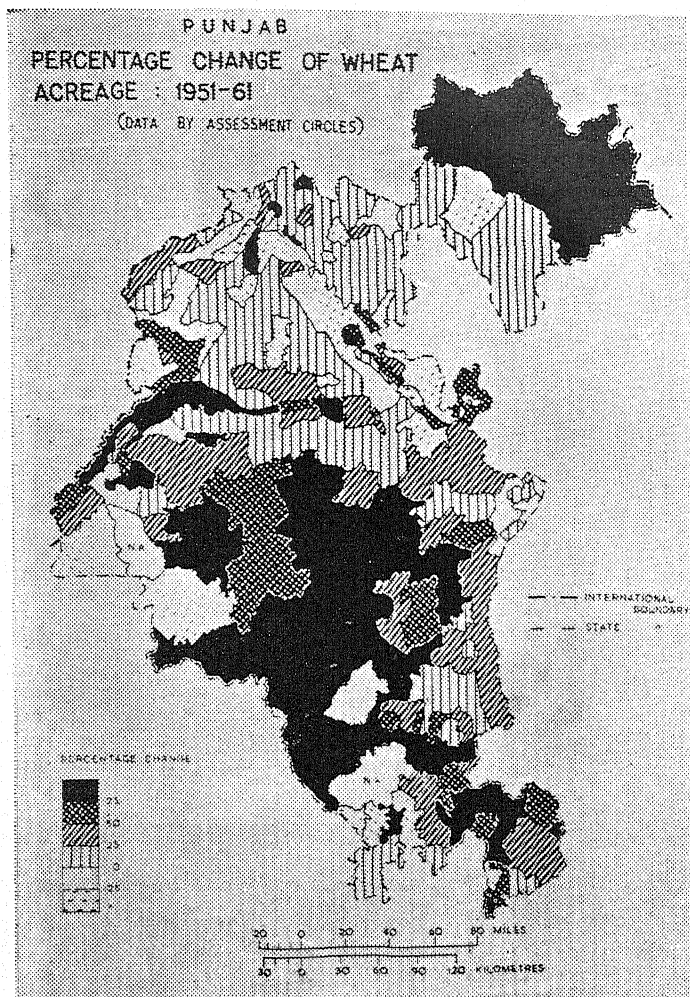 PUNJAB
PERCENTAGE CHANGE OF WHEAT
ACREAGE : 1951-61
(DATA BY ASSESSMENT CIRCLES)
N.A
INTERNATIONAL
BOUNDARY
STATE "
PERCENTAGE CHANGE
75
50
25
0
25
N.A
20 0 20 40 60 80 MILES
30 0 30 60 90 120 KILOMETRES